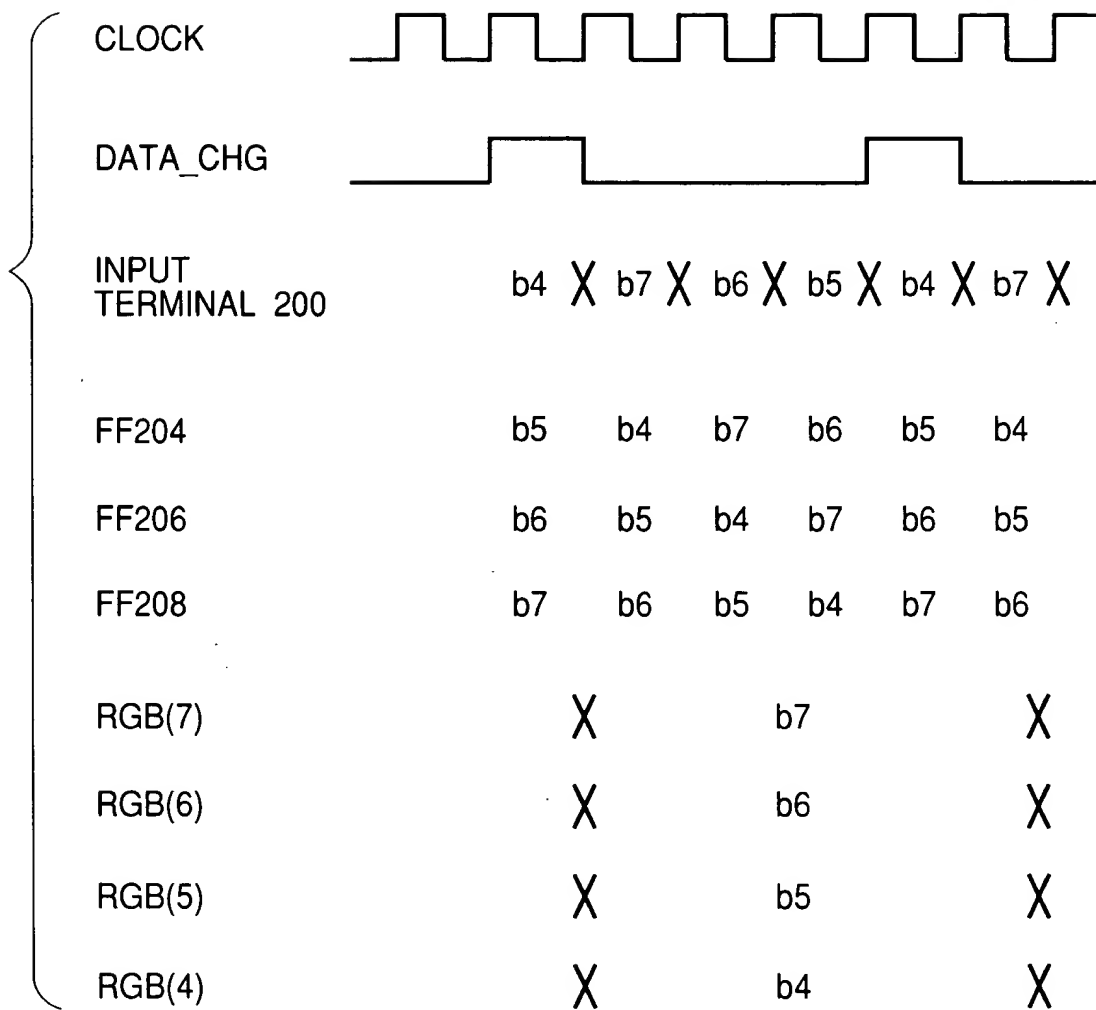 CLOCK
DATA_CHG
INPUT
TERMINAL 200
b4 X b7 X b6 X b5 X b4 X b7 X
FF204 b5 b4 b7 b6 b5 b4
FF206 b6 b5 b4 b7 b6 b5
FF208 b7 b6 b5 b4 b7 b6
RGB(7) X b7 X
RGB(6) X b6 X
RGB(5) X b5 X
RGB(4) X b4 X